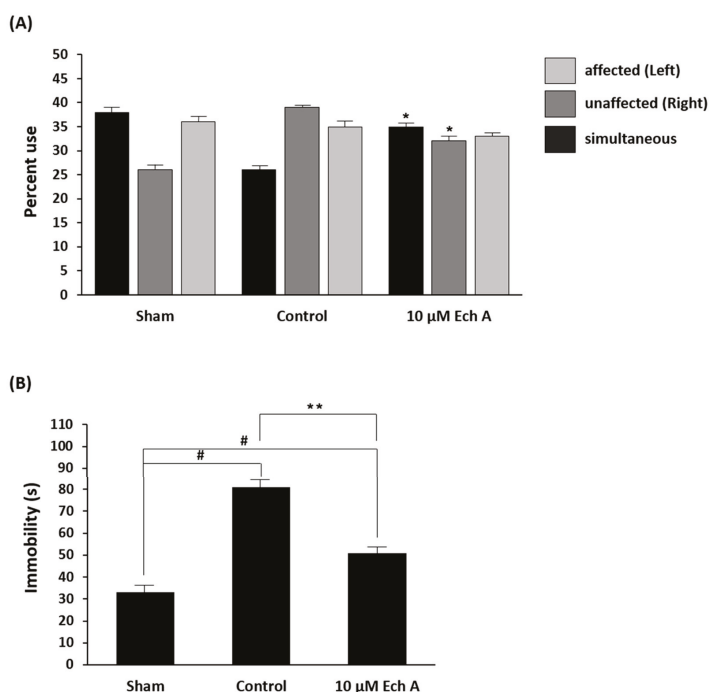 (A)
Percent use
50
45
40
35
30
25
20
15
10
5
0
*
*
Sham
Control
10 µM Ech A
affected (Left)
unaffected (Right)
simultaneous
(B)
Immobility (s)
110
100
90
80
70
60
50
40
30
20
10
0
**
#
#
Sham
Control
10 µM Ech A